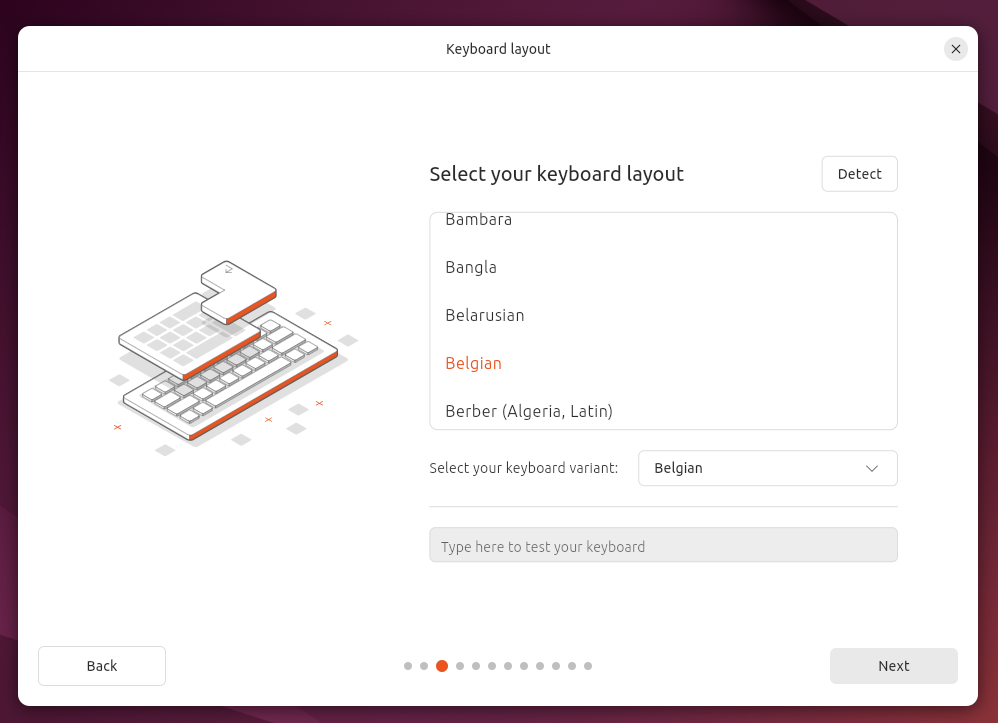 Keyboard layout
Select your keyboard layout
Detect
Bambara
Bangla
Belarusian
Belgian
Berber (Algeria, Latin)
Select your keyboard variant:
Belgian
Type here to test your keyboard
Back
Next